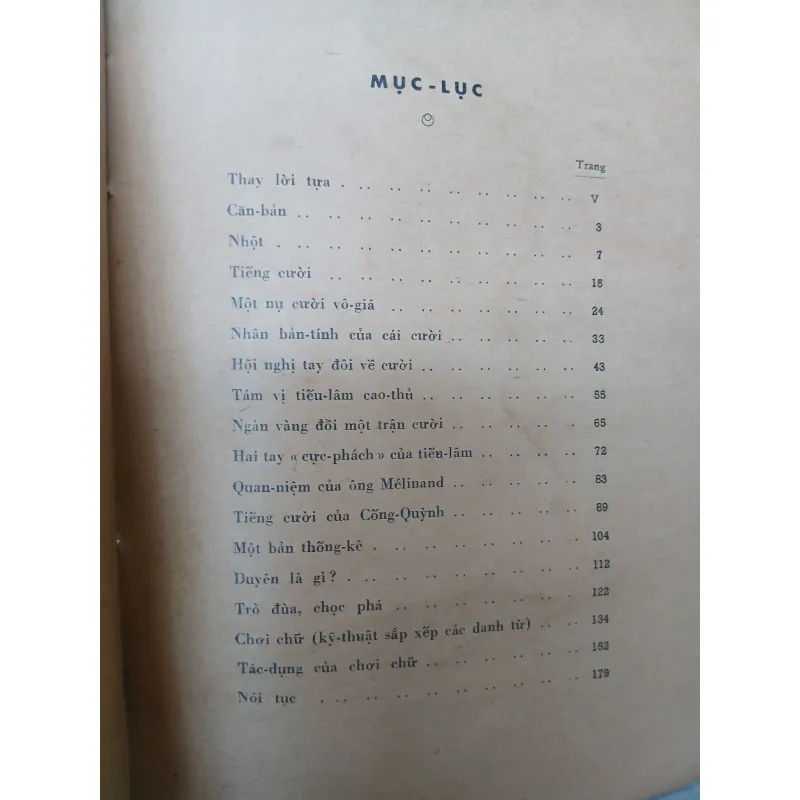 MỤC-LỤC
Trang
Thay lời tựa . .. .. .. .. .. .. .. .. V
Căn-bản .. .. .. .. .. .. .. .. .. .. 3
Nhột . .. .. .. .. .. .. .. .. .. .. 7
Tiếng cười .. .. .. .. .. .. .. .. .. 15
Một nụ cười vô-giá .. .. .. .. .. .. .. 24
Nhân bản-tính của cái cười .. .. .. .. .. 33
Hội nghị tay đôi về cười .. .. .. .. .. .. 43
Tám vị tiếu-lâm cao-thủ .. .. .. .. .. .. 55
Ngàn vàng đổi một trận cười .. .. .. .. .. 65
Hai tay « cực-phách » của tiếu-lâm .. .. .. .. 72
Quan-niệm của ông Mélinand .. .. .. .. .. 83
Tiếng cười của Cống-Quỳnh .. .. .. .. .. 89
Một bản thống-kê . .. .. .. .. .. .. . 104
Duyên là gì ? . .. .. .. .. .. .. .. .. 112
Trò đùa, chọc phá .. .. .. .. .. .. .. 122
Chơi chữ (kỹ-thuật sắp xếp các danh từ) .. .. 134
Tác-dụng của chơi chữ .. .. .. .. .. .. 153
Nói tục . .. .. .. .. .. .. .. .. .. 179